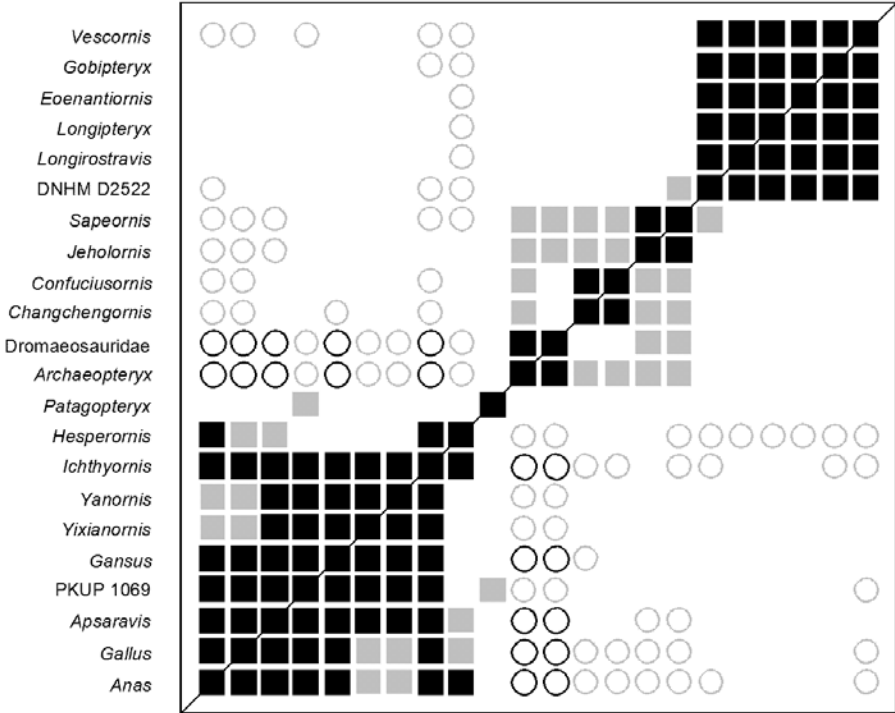 Vescornis
Gobipteryx
Eoenantiornis
Longipteryx
Longirostravis
DNHM D2522
Sapeornis
Jeholornis
Confuciusornis
Changchengornis
Dromaeosauridae
Archaeopteryx
Patagopteryx
Hesperornis
Ichthyornis
Yanornis
Yixianornis
Gansus
PKUP 1069
Apsaravis
Gallus
Anas